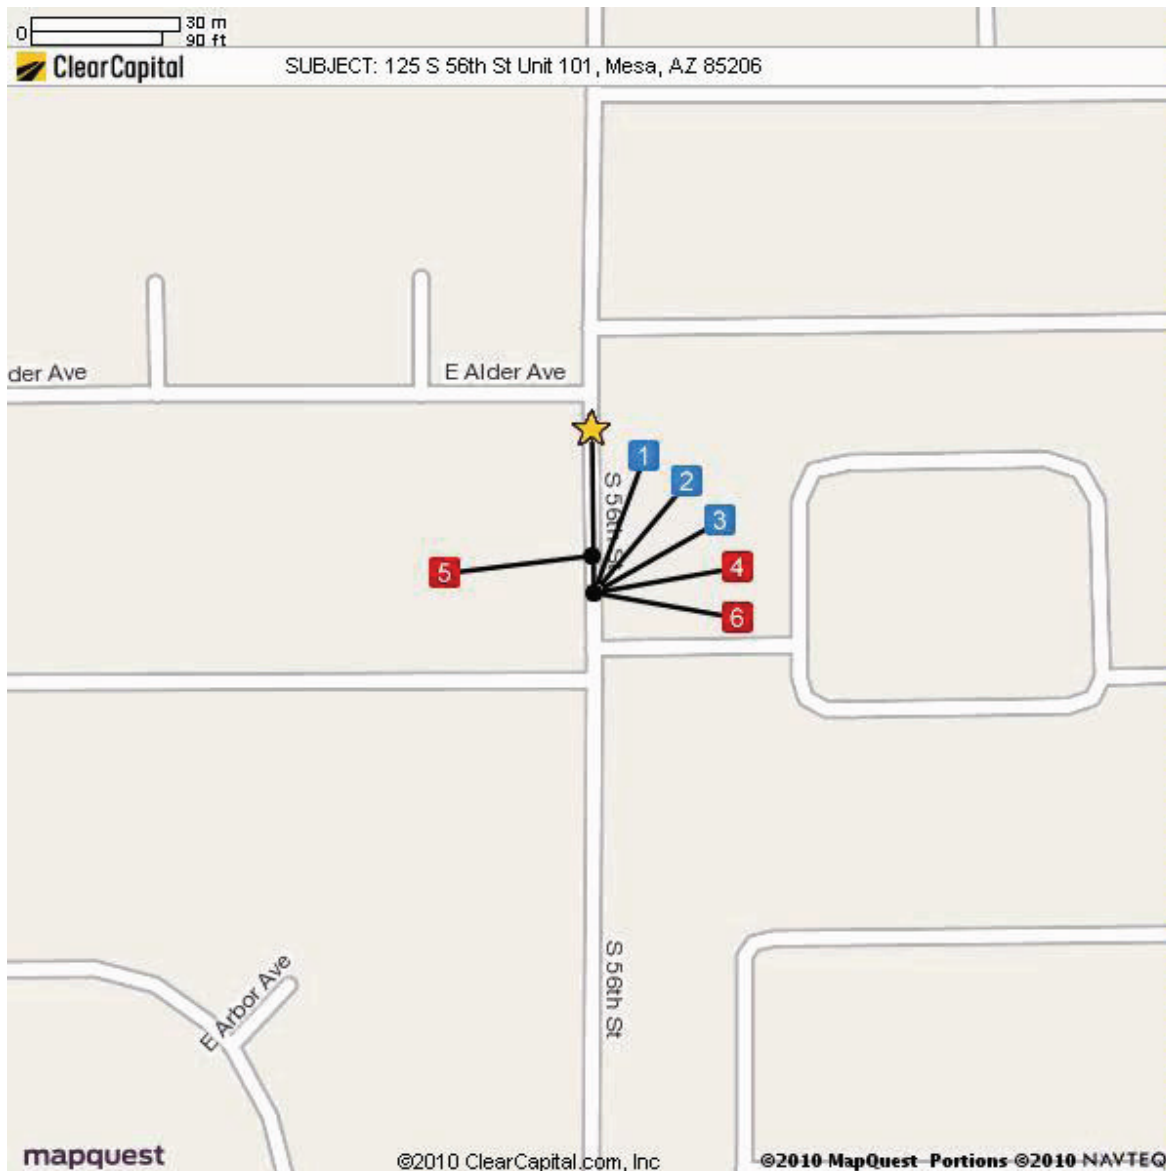 0
30 m
90 ft
ClearCapital
SUBJECT: 125 S 56th St Unit 101, Mesa, AZ 85206
der Ave
E Alder Ave
1
2
3
4
5
6
S 56th St
S 56th St
E Arbor Ave
mapquest
©2010 ClearCapital.com, Inc
©2010 MapQuest Portions ©2010 NAVTEQ